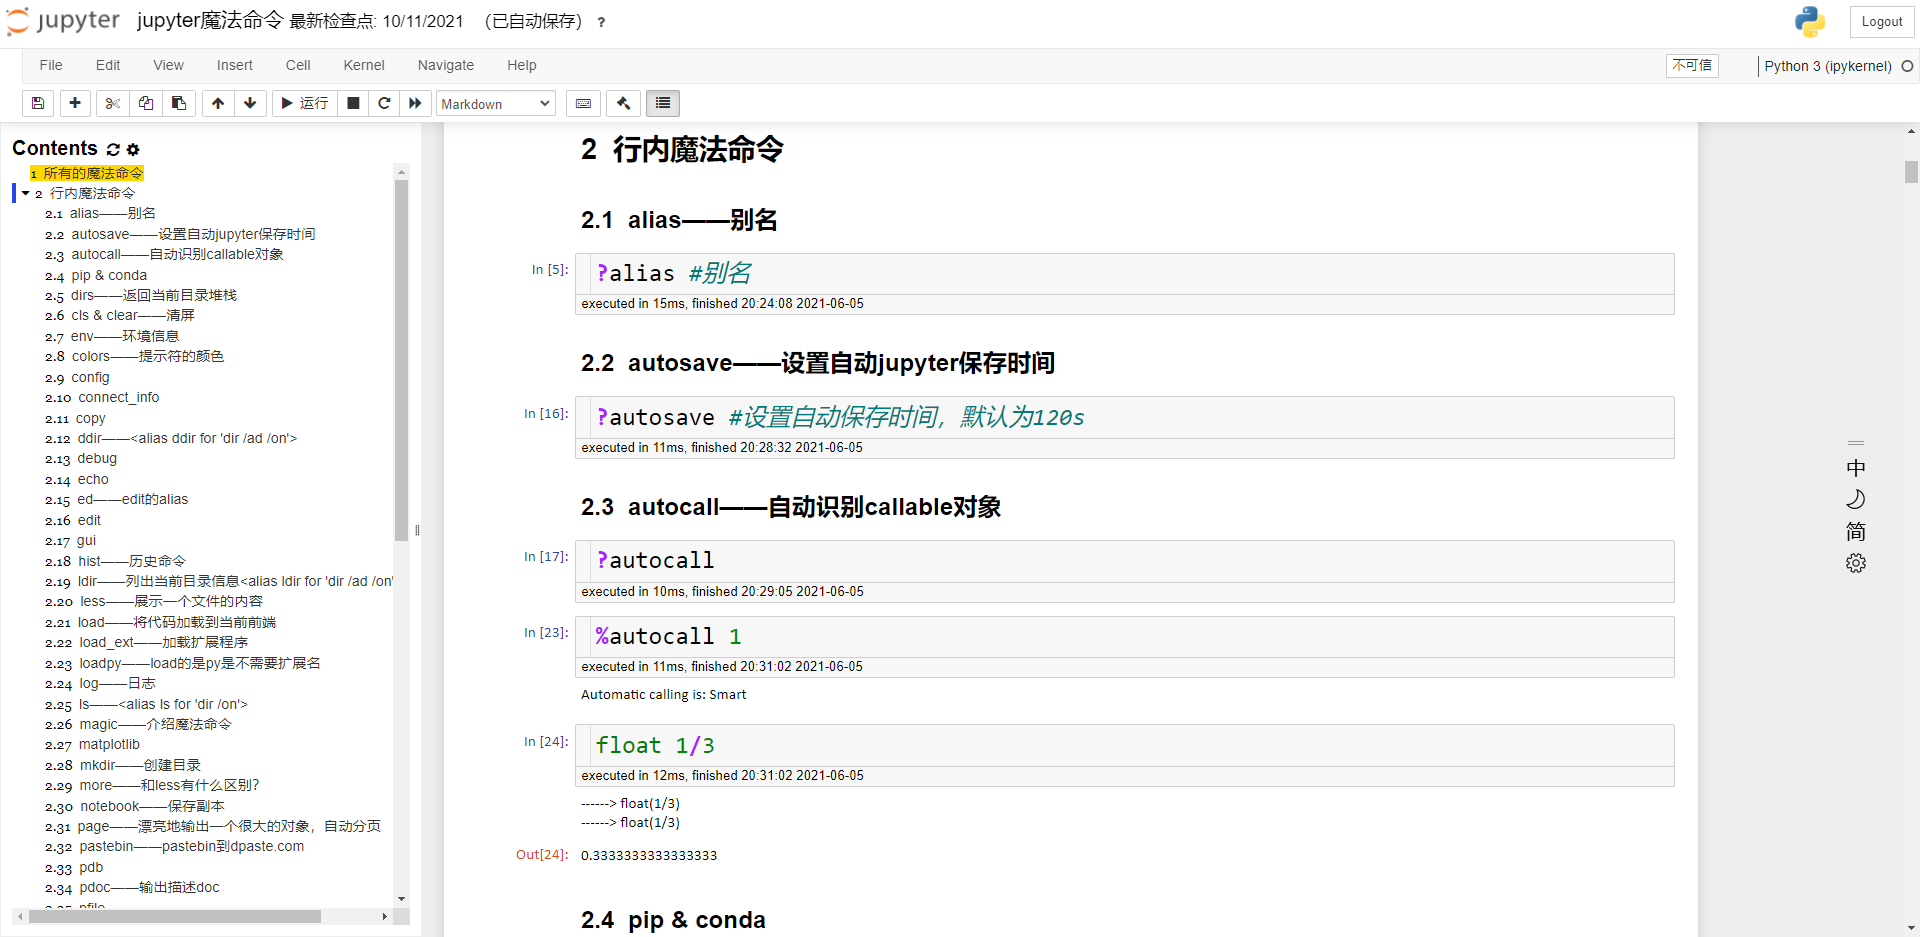 jupyter jupyter魔法命令 最新检查点: 10/11/2021 (已自动保存) ? Logout
File Edit View Insert Cell Kernel Navigate Help 不可信 Python 3 (ipykernel)
运行 Markdown
Contents
1 所有的魔法命令
2 行内魔法命令
2.1 alias——别名
2.2 autosave——设置自动jupyter保存时间
2.3 autocall——自动识别callable对象
2.4 pip & conda
2.5 dirs——返回当前目录堆栈
2.6 cls & clear——清屏
2.7 env——环境信息
2.8 colors——提示符的颜色
2.9 config
2.10 connect_info
2.11 copy
2.12 ddir——<alias ddir for 'dir /ad /on'>
2.13 debug
2.14 echo
2.15 ed——edit的alias
2.16 edit
2.17 gui
2.18 hist——历史命令
2.19 ldir——列出当前目录信息<alias ldir for 'dir /ad /on'
2.20 less——展示一个文件的内容
2.21 load——将代码加载到当前前端
2.22 load_ext——加载扩展程序
2.23 loadpy——load的是py是不需要扩展名
2.24 log——日志
2.25 ls——<alias ls for 'dir /on'>
2.26 magic——介绍魔法命令
2.27 matplotlib
2.28 mkdir——创建目录
2.29 more——和less有什么区别?
2.30 notebook——保存副本
2.31 page——漂亮地输出一个很大的对象，自动分页
2.32 pastebin——pastebin到dpaste.com
2.33 pdb
2.34 pdoc——输出描述doc
2.35 pfile
2 行内魔法命令
2.1 alias——别名
In [5]: ?alias #别名
executed in 15ms, finished 20:24:08 2021-06-05
2.2 autosave——设置自动jupyter保存时间
In [16]: ?autosave #设置自动保存时间，默认为120s
executed in 11ms, finished 20:28:32 2021-06-05
2.3 autocall——自动识别callable对象
In [17]: ?autocall
executed in 10ms, finished 20:29:05 2021-06-05
In [23]: %autocall 1
executed in 11ms, finished 20:31:02 2021-06-05
Automatic calling is: Smart
In [24]: float 1/3
executed in 12ms, finished 20:31:02 2021-06-05
------> float(1/3)
------> float(1/3)
Out[24]: 0.3333333333333333
2.4 pip & conda
中
简